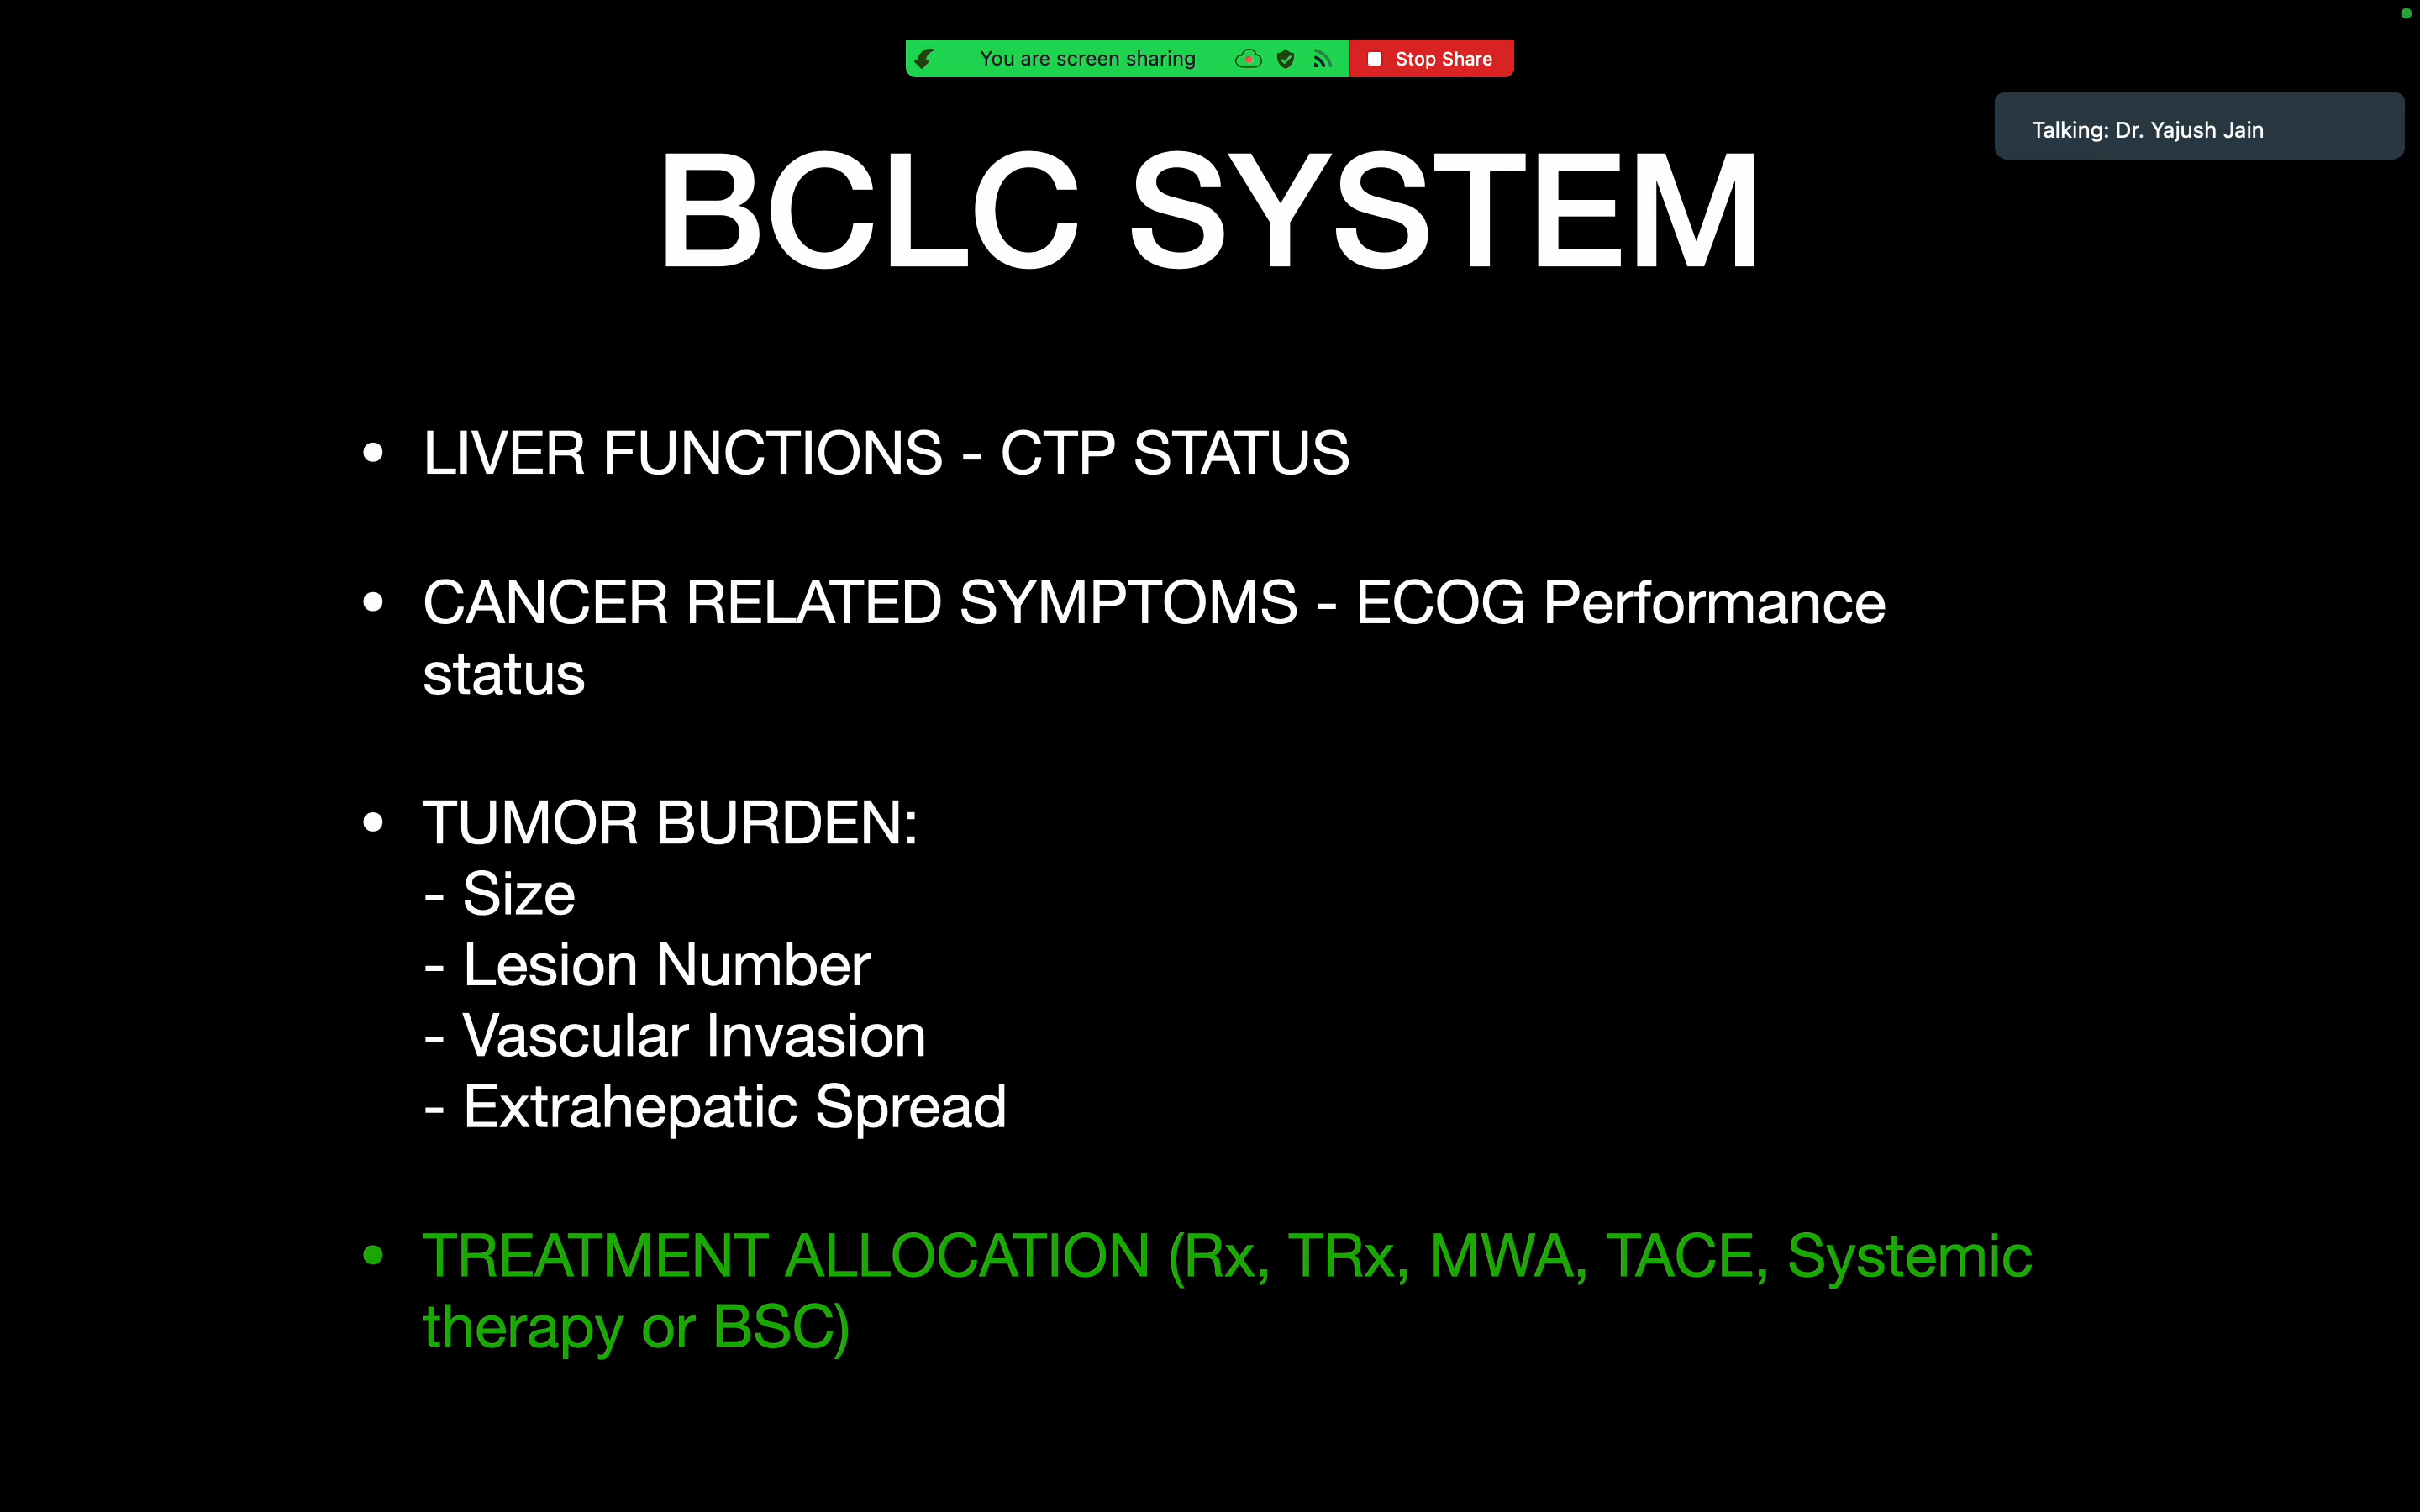 You are screen sharing
Stop Share
Talking: Dr. Yajush Jain
BCLC SYSTEM
• LIVER FUNCTIONS - CTP STATUS
• CANCER RELATED SYMPTOMS - ECOG Performance
status
• TUMOR BURDEN:
- Size
- Lesion Number
- Vascular Invasion
- Extrahepatic Spread
• TREATMENT ALLOCATION (Rx, TRx, MWA, TACE, Systemic
therapy or BSC)